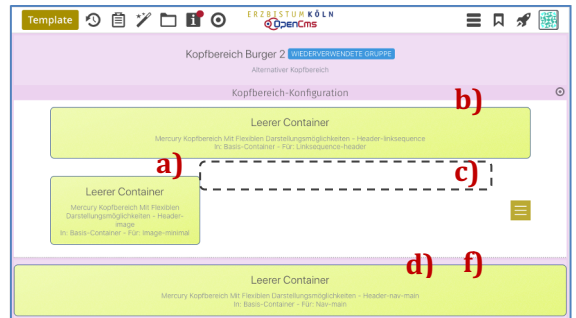 Template
ERZBISTUM KÖLN
OpenCms
Kopfbereich Burger 2 WIEDERVERWENDETE GRUPPE
Alternativer Kopfbereich
Kopfbereich-Konfiguration
b)
Leerer Container
Mercury Kopfbereich Mit Flexiblen Darstellungsmöglichkeiten - Header-linksequence
In: Basis-Container - Für: Linksequence-header
a)
c)
Leerer Container
Mercury Kopfbereich Mit Flexiblen
Darstellungsmöglichkeiten - Header-
image
In: Basis-Container - Für: Image-minimal
d) f)
Leerer Container
Mercury Kopfbereich Mit Flexiblen Darstellungsmöglichkeiten - Header-nav-main
In: Basis-Container - Für: Nav-main